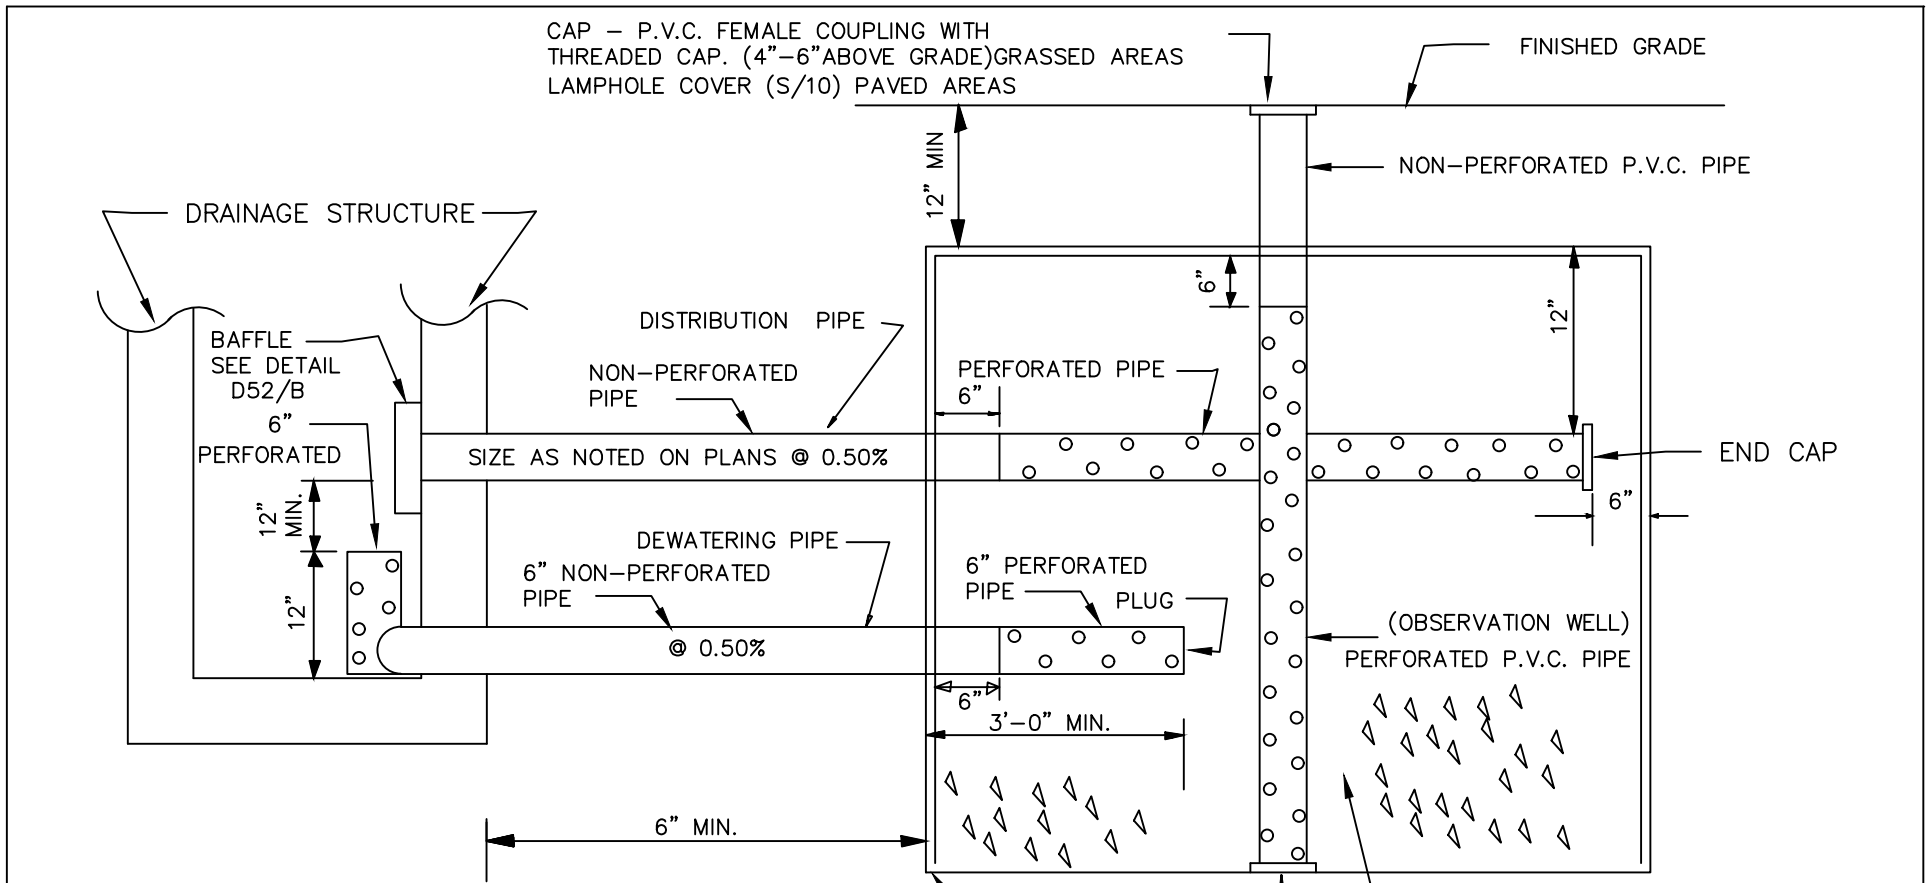 CAP – P.V.C. FEMALE COUPLING WITH
THREADED CAP. (4"–6"ABOVE GRADE)GRASSED AREAS
LAMPHOLE COVER (S/10) PAVED AREAS
FINISHED GRADE
12" MIN
NON–PERFORATED P.V.C. PIPE
DRAINAGE STRUCTURE
6"
12"
BAFFLE
SEE DETAIL
D52/B
DISTRIBUTION PIPE
NON–PERFORATED
PIPE
PERFORATED PIPE
6"
6"
PERFORATED
SIZE AS NOTED ON PLANS @ 0.50%
END CAP
6"
12"
MIN.
DEWATERING PIPE
6" NON–PERFORATED
PIPE
6" PERFORATED
PIPE
PLUG
12"
@ 0.50%
(OBSERVATION WELL)
PERFORATED P.V.C. PIPE
6"
3'–0" MIN.
6" MIN.